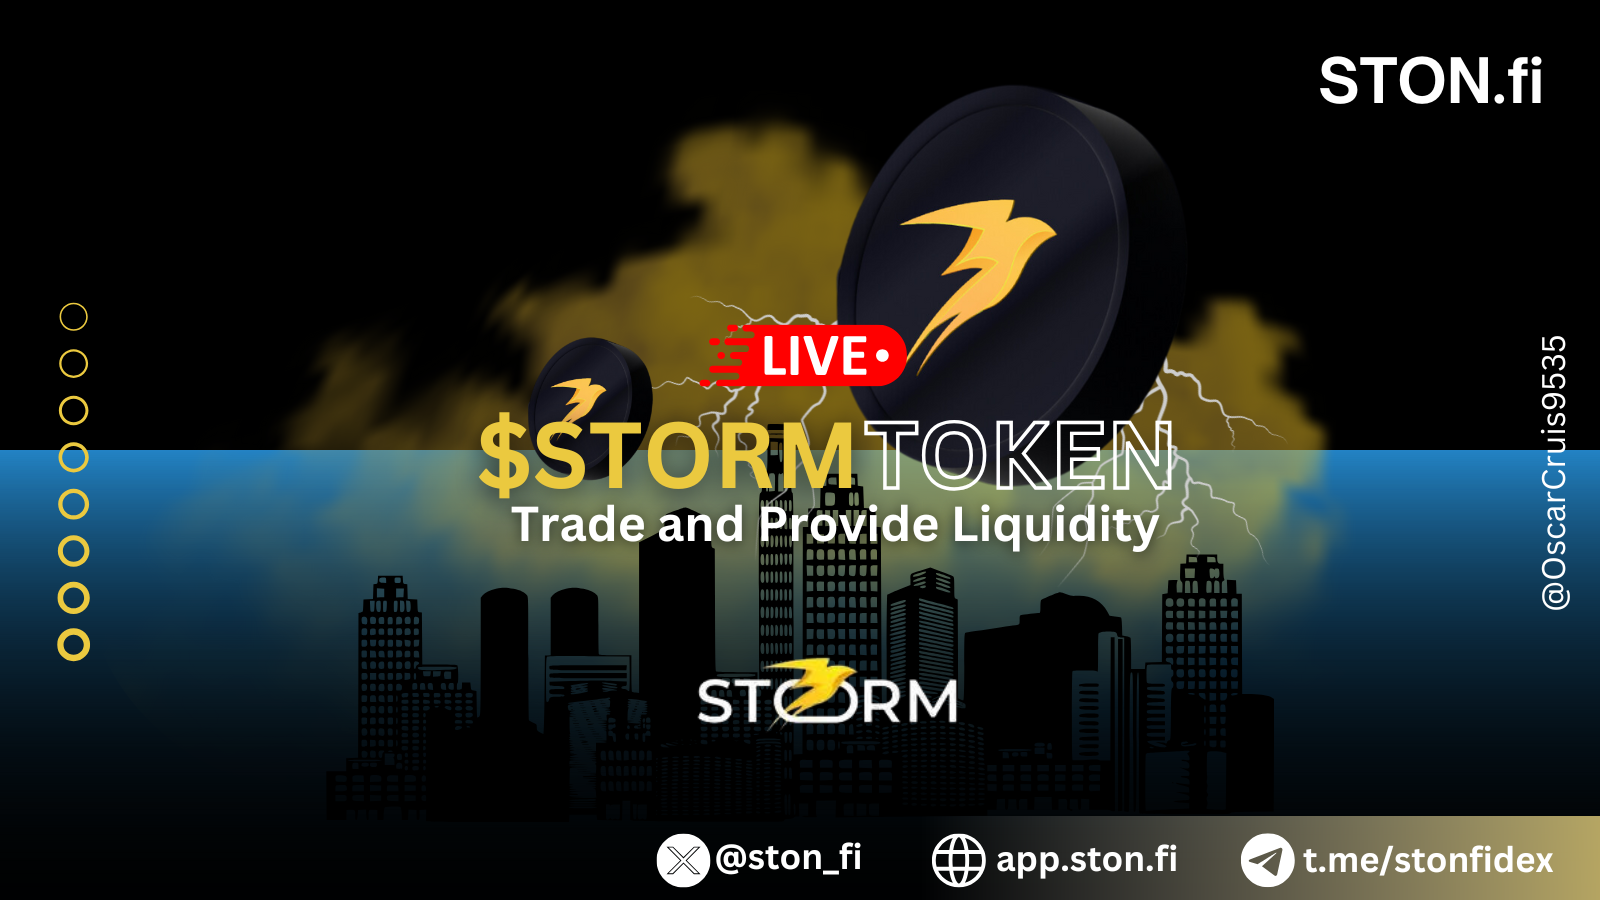 STON.fi
LIVE
$STORM TOKEN
Trade and Provide Liquidity
STORM
@OscarCruis9535
@ston_fi
app.ston.fi
t.me/stonfidex